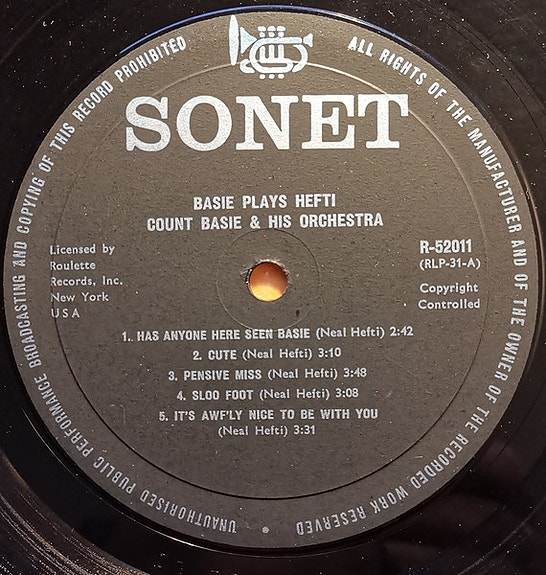 SONET
BASIE PLAYS HEFTI
COUNT BASIE & HIS ORCHESTRA
Licensed by
Roulette
Records, Inc.
New York
U S A
R-52011
(RLP-31-A)
Copyright
Controlled
1. HAS ANYONE HERE SEEN BASIE (Neal Hefti) 2:42
2. CUTE (Neal Hefti) 3:10
3. PENSIVE MISS (Neal Hefti) 3:48
4. SLOO FOOT (Neal Hefti) 3:08
5. IT'S AWF'LY NICE TO BE WITH YOU
(Neal Hefti) 3:31
ALL RIGHTS OF THE MANUFACTURER AND OF THE OWNER OF THE RECORDED WORK RESERVED
UNAUTHORISED PUBLIC PERFORMANCE BROADCASTING AND COPYING OF THIS RECORD PROHIBITED